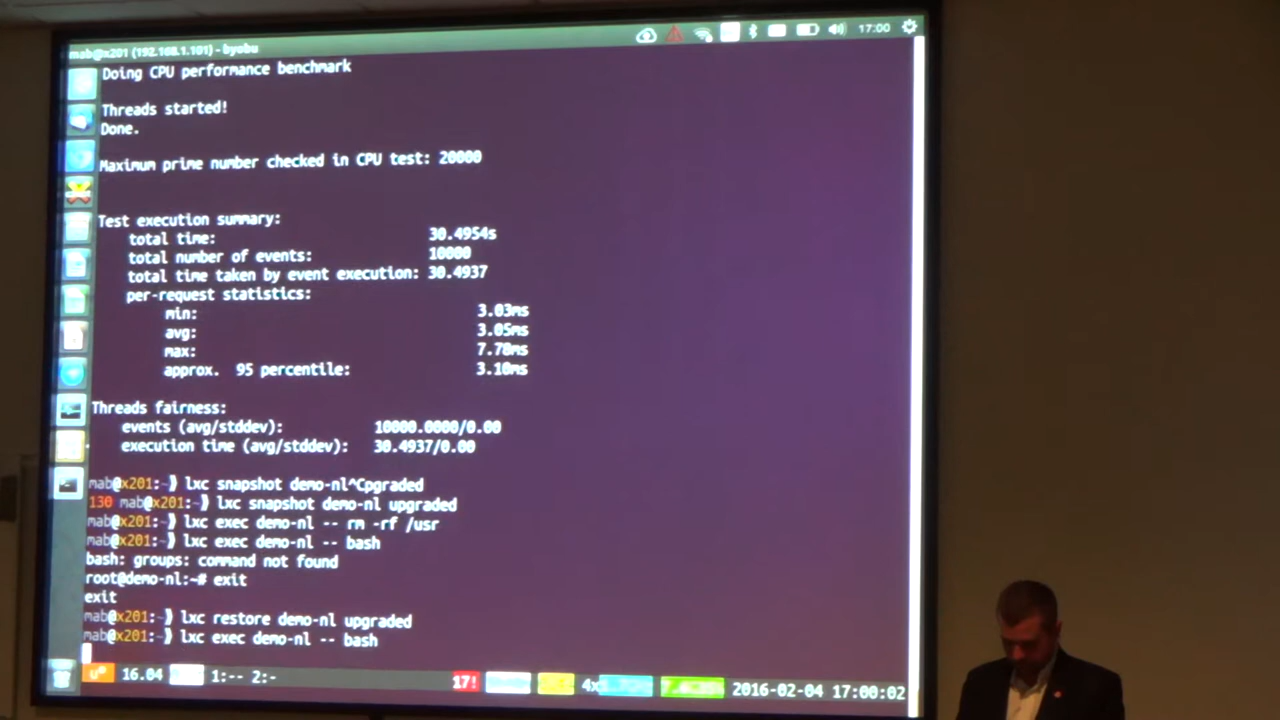 mab@x201 (192.168.1.101) - byobu
17:00
Doing CPU performance benchmark
Threads started!
Done.
Maximum prime number checked in CPU test: 20000
Test execution summary:
total time: 30.4954s
total number of events: 10000
total time taken by event execution: 30.4937
per-request statistics:
min: 3.03ms
avg: 3.05ms
max: 7.78ms
approx. 95 percentile: 3.10ms
Threads fairness:
events (avg/stddev): 10000.0000/0.00
execution time (avg/stddev): 30.4937/0.00
mab@x201:~⟫ lxc snapshot demo-nl^Cpgraded
130 mab@x201:~⟫ lxc snapshot demo-nl upgraded
mab@x201:~⟫ lxc exec demo-nl -- rm -rf /usr
mab@x201:~⟫ lxc exec demo-nl -- bash
bash: groups: command not found
root@demo-nl:~# exit
exit
mab@x201:~⟫ lxc restore demo-nl upgraded
mab@x201:~⟫ lxc exec demo-nl -- bash
16.04 1:-- 2:- 17! 2016-02-04 17:00:02